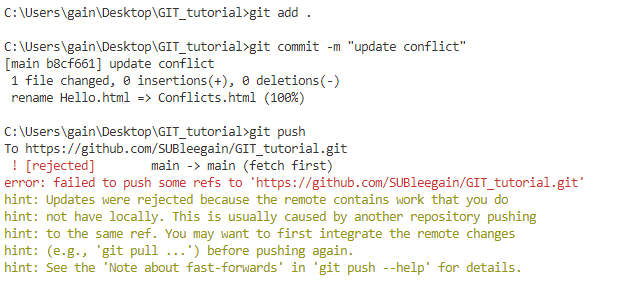 C:\Users\gain\Desktop\GIT_tutorial>git add .
C:\Users\gain\Desktop\GIT_tutorial>git commit -m "update conflict"
[main b8cf661] update conflict
 1 file changed, 0 insertions(+), 0 deletions(-)
 rename Hello.html => Conflicts.html (100%)
C:\Users\gain\Desktop\GIT_tutorial>git push
To https://github.com/SUBleegain/GIT_tutorial.git
 ! [rejected]        main -> main (fetch first)
error: failed to push some refs to 'https://github.com/SUBleegain/GIT_tutorial.git'
hint: Updates were rejected because the remote contains work that you do
hint: not have locally. This is usually caused by another repository pushing
hint: to the same ref. You may want to first integrate the remote changes
hint: (e.g., 'git pull ...') before pushing again.
hint: See the 'Note about fast-forwards' in 'git push --help' for details.